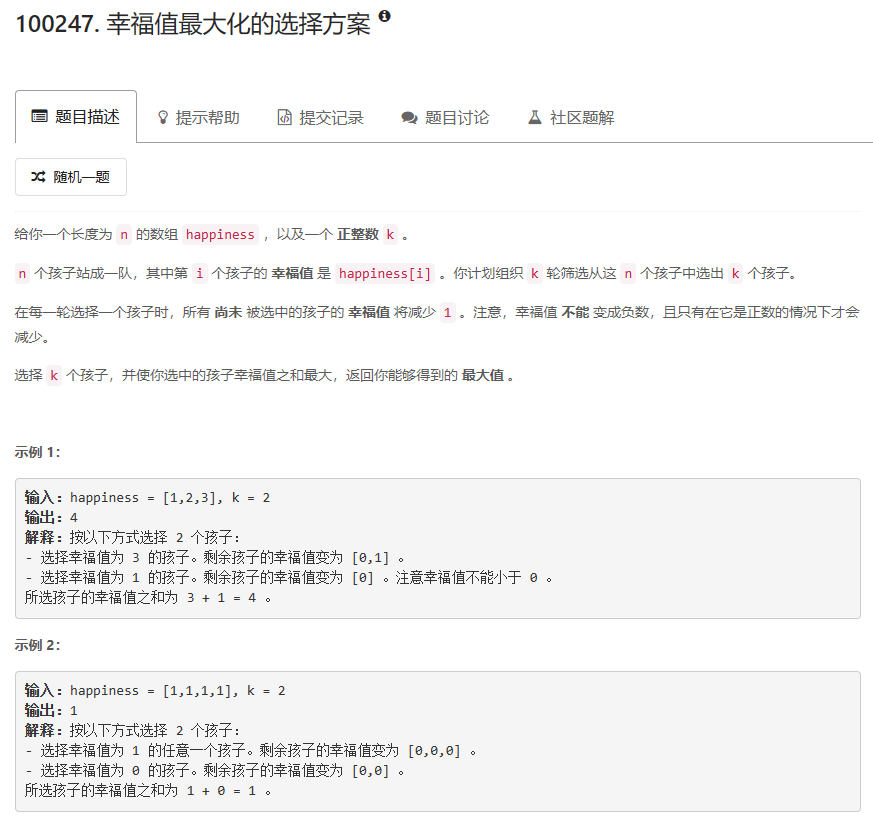 100247. 幸福值最大化的选择方案
题目描述 提示帮助 提交记录 题目讨论 社区题解
随机一题
给你一个长度为 n 的数组 happiness ，以及一个 正整数 k 。
n 个孩子站成一队，其中第 i 个孩子的 幸福值 是 happiness[i] 。你计划组织 k 轮筛选从这 n 个孩子中选出 k 个孩子。
在每一轮选择一个孩子时，所有 尚未 被选中的孩子的 幸福值 将减少 1 。注意，幸福值 不能 变成负数，且只有在它是正数的情况下才会
减少。
选择 k 个孩子，并使你选中的孩子幸福值之和最大，返回你能够得到的 最大值 。
示例 1：
输入：happiness = [1,2,3], k = 2
输出：4
解释：按以下方式选择 2 个孩子：
- 选择幸福值为 3 的孩子。剩余孩子的幸福值变为 [0,1] 。
- 选择幸福值为 1 的孩子。剩余孩子的幸福值变为 [0] 。注意幸福值不能小于 0 。
所选孩子的幸福值之和为 3 + 1 = 4 。
示例 2：
输入：happiness = [1,1,1,1], k = 2
输出：1
解释：按以下方式选择 2 个孩子：
- 选择幸福值为 1 的任意一个孩子。剩余孩子的幸福值变为 [0,0,0] 。
- 选择幸福值为 0 的孩子。剩余孩子的幸福值变为 [0,0] 。
所选孩子的幸福值之和为 1 + 0 = 1 。